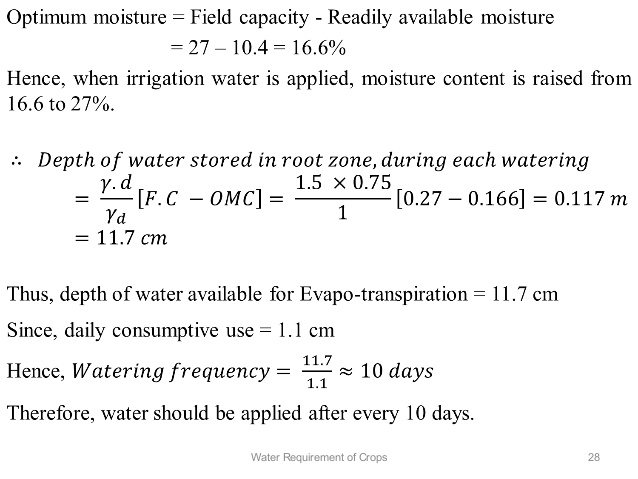 Optimum moisture = Field capacity - Readily available moisture
= 27 – 10.4 = 16.6%
Hence, when irrigation water is applied, moisture content is raised from
16.6 to 27%.
∴ Depth of water stored in root zone, during each watering
= γ.d/γ_d [F.C − OMC] = 1.5 × 0.75/1 [0.27 − 0.166] = 0.117 m
= 11.7 cm
Thus, depth of water available for Evapo-transpiration = 11.7 cm
Since, daily consumptive use = 1.1 cm
Hence, Watering frequency = 11.7/1.1 ≈ 10 days
Therefore, water should be applied after every 10 days.
Water Requirement of Crops 28